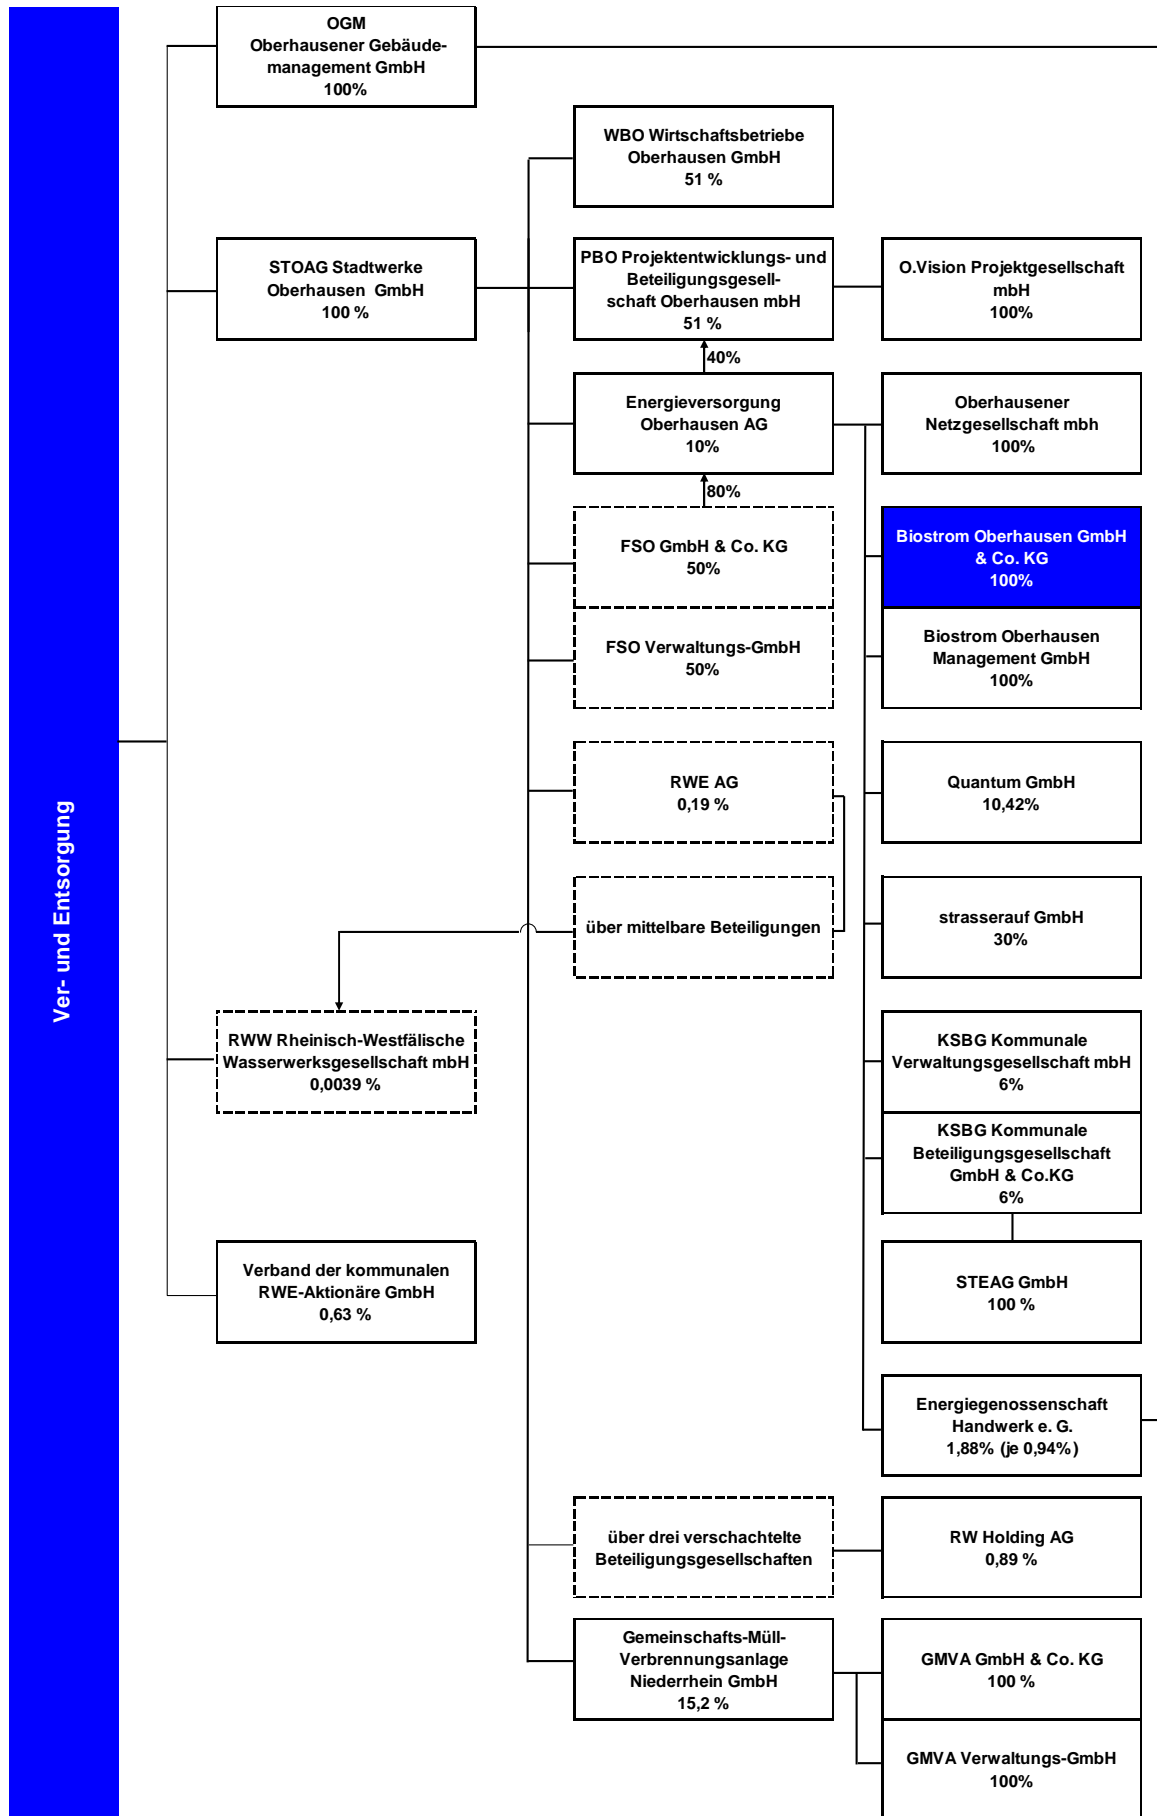 Ver- und Entsorgung
OGM
Oberhausener Gebäude-
management GmbH
100%
WBO Wirtschaftsbetriebe
Oberhausen GmbH
51 %
STOAG Stadtwerke
Oberhausen GmbH
100 %
PBO Projektentwicklungs- und
Beteiligungsgesell-
schaft Oberhausen mbH
51 %
O.Vision Projektgesellschaft
mbH
100%
40%
Energieversorgung
Oberhausen AG
10%
Oberhausener
Netzgesellschaft mbh
100%
80%
FSO GmbH & Co. KG
50%
Biostrom Oberhausen GmbH
& Co. KG
100%
FSO Verwaltungs-GmbH
50%
Biostrom Oberhausen
Management GmbH
100%
RWE AG
0,19 %
Quantum GmbH
10,42%
über mittelbare Beteiligungen
strasserauf GmbH
30%
RWW Rheinisch-Westfälische
Wasserwerksgesellschaft mbH
0,0039 %
KSBG Kommunale
Verwaltungsgesellschaft mbH
6%
KSBG Kommunale
Beteiligungsgesellschaft
GmbH & Co.KG
6%
Verband der kommunalen
RWE-Aktionäre GmbH
0,63 %
STEAG GmbH
100 %
Energiegenossenschaft
Handwerk e. G.
1,88% (je 0,94%)
über drei verschachtelte
Beteiligungsgesellschaften
RW Holding AG
0,89 %
Gemeinschafts-Müll-
Verbrennungsanlage
Niederrhein GmbH
15,2 %
GMVA GmbH & Co. KG
100 %
GMVA Verwaltungs-GmbH
100%